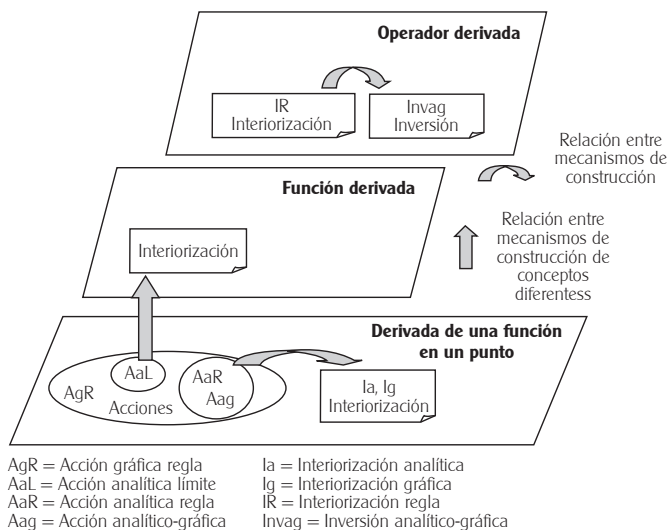 Operador derivada
IR
Interiorización
Invag
Inversión
Relación entre
mecanismos de
construcción
Función derivada
Interiorización
Relación entre
mecanismos de
construcción de
conceptos
diferentess
Derivada de una función
en un punto
AaL
AgR
Acciones
AaR
Aag
Ia, Ig
Interiorización
AgR = Acción gráfica regla
AaL = Acción analítica límite
AaR = Acción analítica regla
Aag = Acción analítico-gráfica
Ia = Interiorización analítica
Ig = Interiorización gráfica
IR = Interiorización regla
Invag = Inversión analítico-gráfica